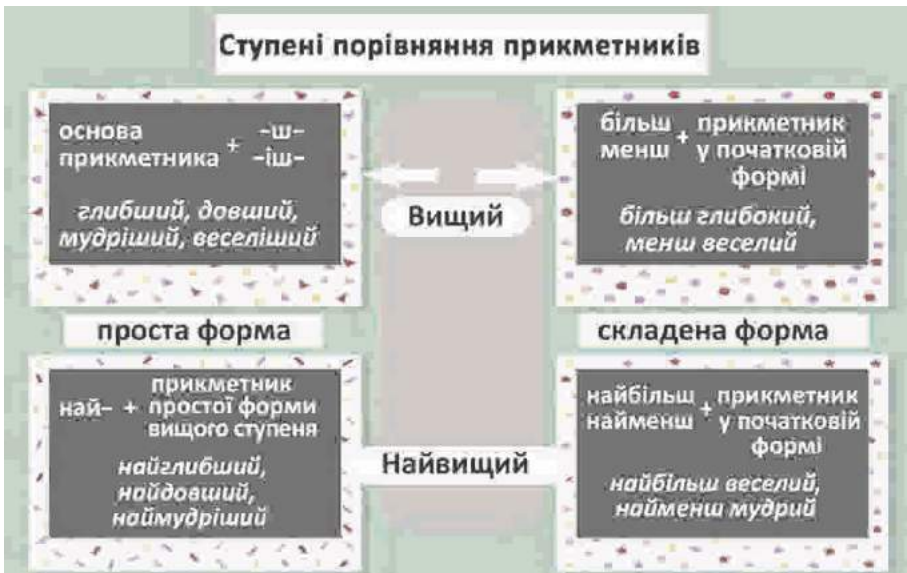 Ступені порівняння прикметників
основа
прикметника + -ш-
-іш-
глибший, довший,
мудріший, веселіший
більш + прикметник
менш у початковій
формі
більш глибокий,
менш веселий
Вищий
проста форма
складена форма
най- + прикметник
простої форми
вищого ступеня
найглибший,
найдовший,
наймудріший
найбільш + прикметник
найменш у початковій
формі
найбільш веселий,
найменш мудрий
Найвищий